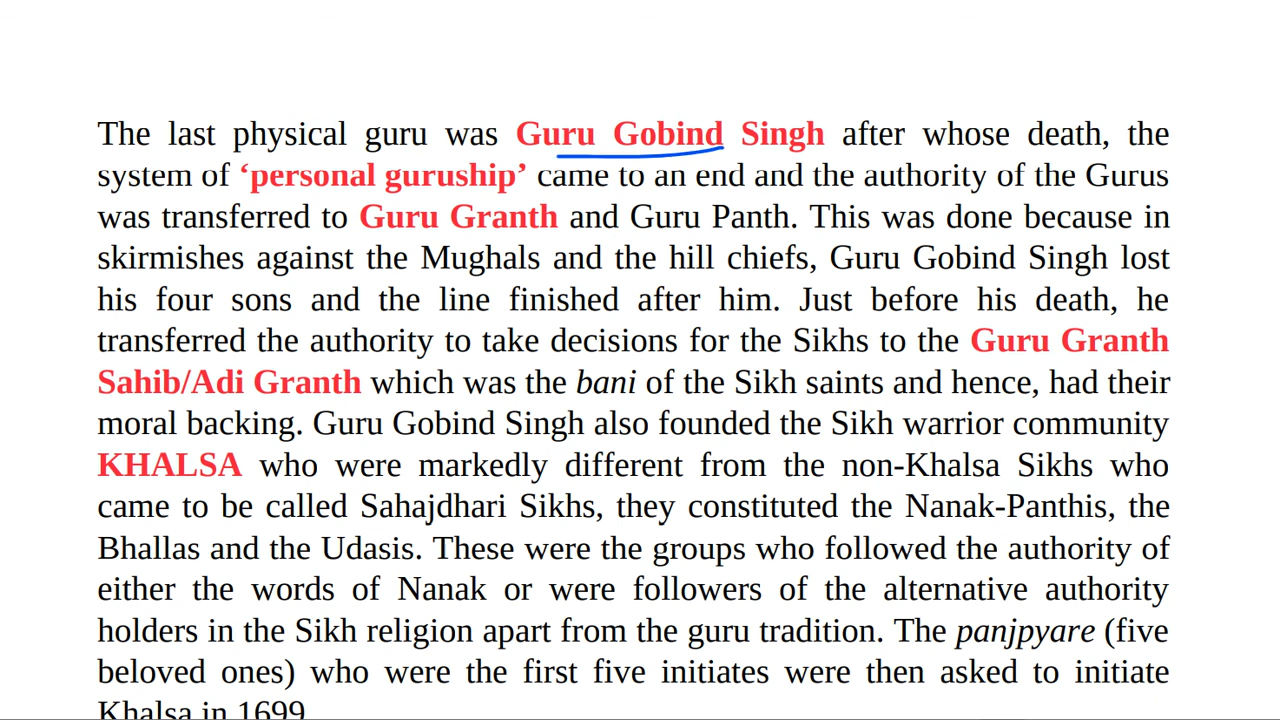 The last physical guru was Guru Gobind Singh after whose death, the
system of ‘personal guruship’ came to an end and the authority of the Gurus
was transferred to Guru Granth and Guru Panth. This was done because in
skirmishes against the Mughals and the hill chiefs, Guru Gobind Singh lost
his four sons and the line finished after him. Just before his death, he
transferred the authority to take decisions for the Sikhs to the Guru Granth
Sahib/Adi Granth which was the bani of the Sikh saints and hence, had their
moral backing. Guru Gobind Singh also founded the Sikh warrior community
KHALSA who were markedly different from the non-Khalsa Sikhs who
came to be called Sahajdhari Sikhs, they constituted the Nanak-Panthis, the
Bhallas and the Udasis. These were the groups who followed the authority of
either the words of Nanak or were followers of the alternative authority
holders in the Sikh religion apart from the guru tradition. The panjpyare (five
beloved ones) who were the first five initiates were then asked to initiate
Khalsa in 1699